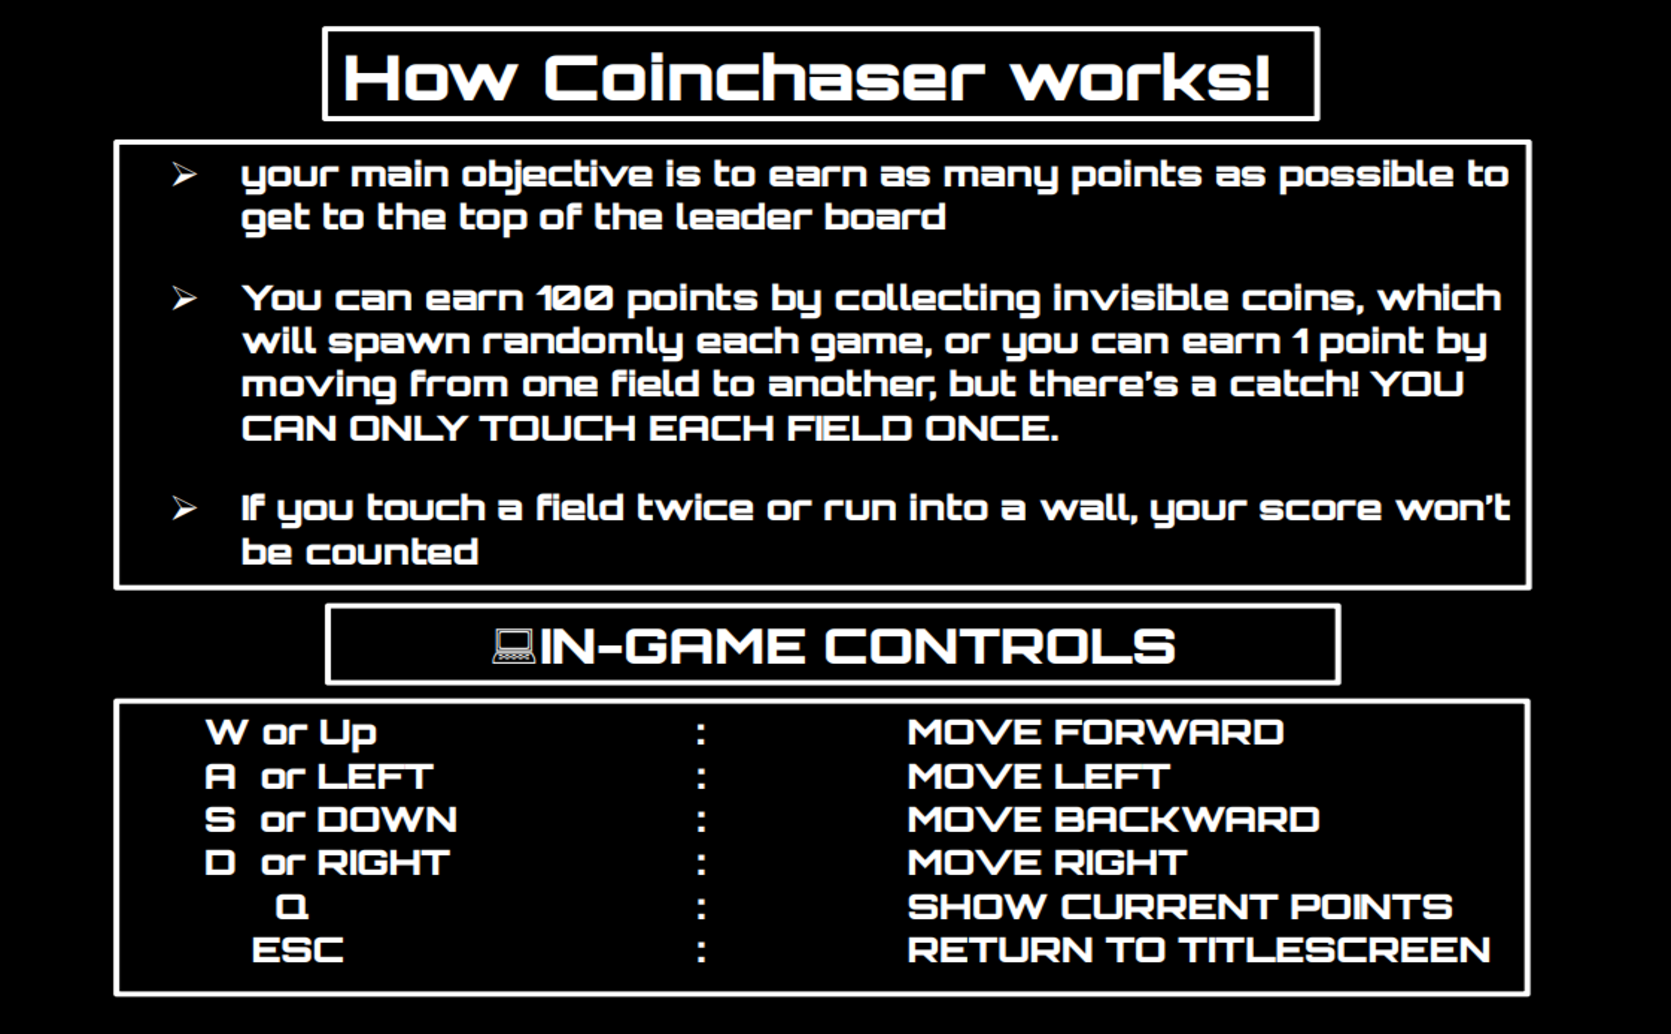 How Coinchaser works!
➢ your main objective is to earn as many points as possible to
get to the top of the leader board
➢ You can earn 100 points by collecting invisible coins, which
will spawn randomly each game, or you can earn 1 point by
moving from one field to another, but there's a catch! YOU
CAN ONLY TOUCH EACH FIELD ONCE.
➢ If you touch a field twice or run into a wall, your score won't
be counted
💻IN-GAME CONTROLS
W or Up : MOVE FORWARD
A or LEFT : MOVE LEFT
S or DOWN : MOVE BACKWARD
D or RIGHT : MOVE RIGHT
Q : SHOW CURRENT POINTS
ESC : RETURN TO TITLESCREEN